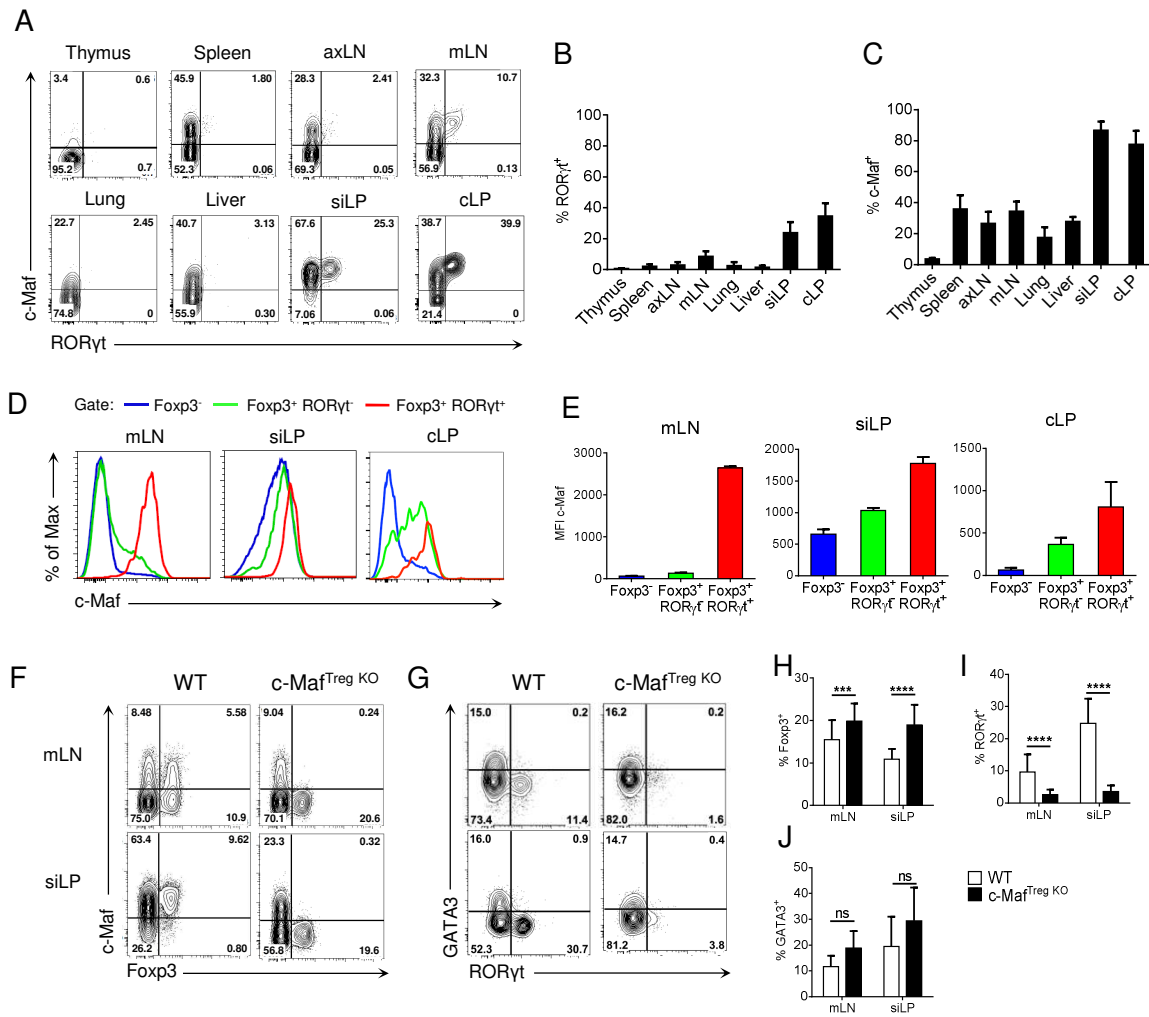 A
Thymus Spleen axLN mLN
3.4 0.6 45.9 1.80 28.3 2.41 32.3 10.7
95.2 0.7 52.3 0.06 69.3 0.05 56.9 0.13
Lung Liver siLP cLP
22.7 2.45 40.7 3.13 67.6 25.3 38.7 39.9
74.8 0 55.9 0.30 7.06 0.06 21.4 0
c-Maf
RORγt
B
% RORγt+
100
80
60
40
20
0
Thymus Spleen axLN mLN Lung Liver siLP cLP
C
% c-Maf+
100
80
60
40
20
0
Thymus Spleen axLN mLN Lung Liver siLP cLP
D
Gate: Foxp3- Foxp3+ RORγt- Foxp3+ RORγt+
mLN siLP cLP
% of Max
c-Maf
E
mLN
MFI c-Maf
3000
2000
1000
0
Foxp3- Foxp3+ RORγt- Foxp3+ RORγt+
siLP
2000
1500
1000
500
0
Foxp3- Foxp3+ RORγt- Foxp3+ RORγt+
cLP
1500
1000
500
0
Foxp3- Foxp3+ RORγt- Foxp3+ RORγt+
F
WT c-Maf Treg KO
mLN
8.48 5.58 9.04 0.24
75.0 10.9 70.1 20.6
siLP
63.4 9.62 23.3 0.32
26.2 0.80 56.8 19.6
c-Maf
Foxp3
G
WT c-Maf Treg KO
15.0 0.2 16.2 0.2
73.4 11.4 82.0 1.6
16.0 0.9 14.7 0.4
52.3 30.7 81.2 3.8
GATA3
RORγt
H
% Foxp3+
30
20
10
0
*** ****
mLN siLP
I
% RORγt+
40
30
20
10
0
**** ****
mLN siLP
J
% GATA3+
50
40
30
20
10
0
ns ns
mLN siLP
WT
c-Maf Treg KO